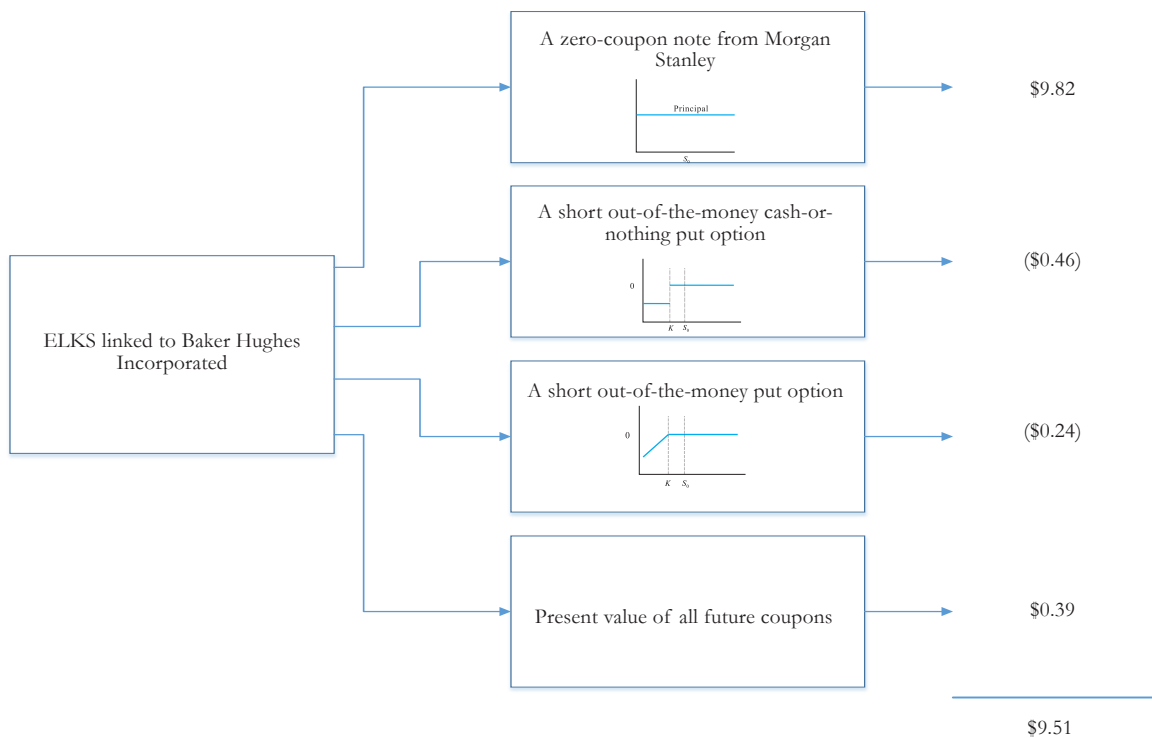 A zero-coupon note from Morgan
Stanley
Principal
S₀
$9.82
A short out-of-the-money cash-or-
nothing put option
0
K S₀
($0.46)
ELKS linked to Baker Hughes
Incorporated
A short out-of-the-money put option
0
K S₀
($0.24)
Present value of all future coupons
$0.39
$9.51